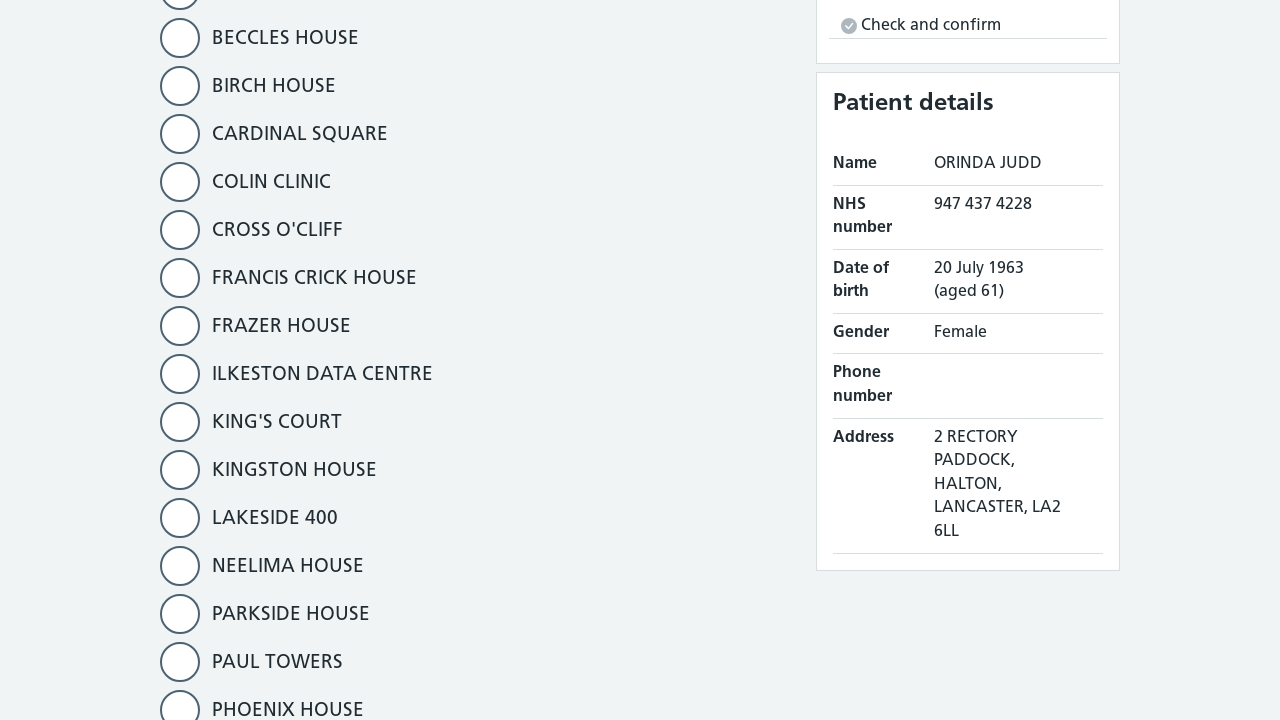 BECCLES HOUSE
BIRCH HOUSE
CARDINAL SQUARE
COLIN CLINIC
CROSS O'CLIFF
FRANCIS CRICK HOUSE
FRAZER HOUSE
ILKESTON DATA CENTRE
KING'S COURT
KINGSTON HOUSE
LAKESIDE 400
NEELIMA HOUSE
PARKSIDE HOUSE
PAUL TOWERS
PHOENIX HOUSE
Check and confirm
Patient details
Name ORINDA JUDD
NHS number 947 437 4228
Date of birth 20 July 1963
(aged 61)
Gender Female
Phone number
Address 2 RECTORY
PADDOCK,
HALTON,
LANCASTER, LA2
6LL